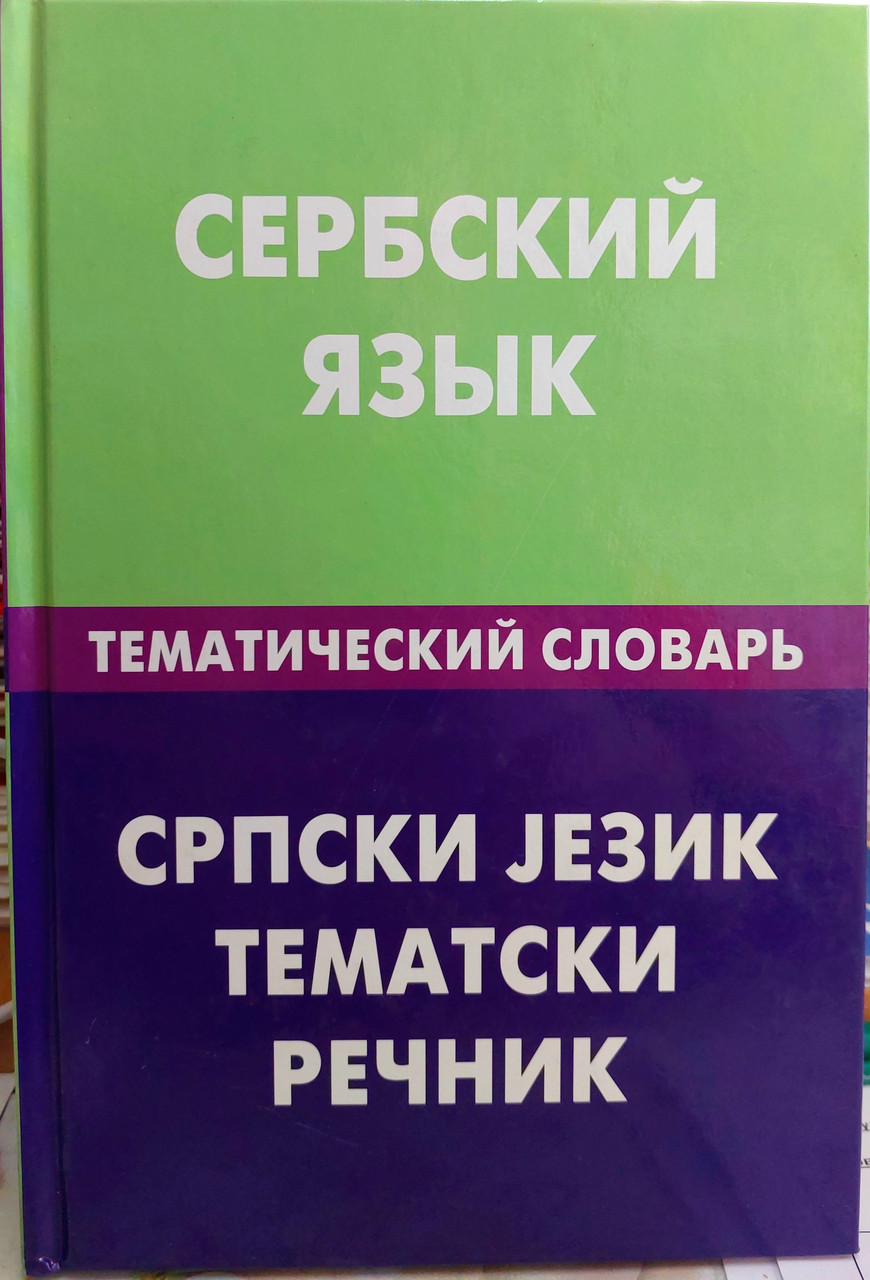 СЕРБСКИЙ
ЯЗЫК
ТЕМАТИЧЕСКИЙ СЛОВАРЬ
СРПСКИ ЈЕЗИК
ТЕМАТСКИ
РЕЧНИК